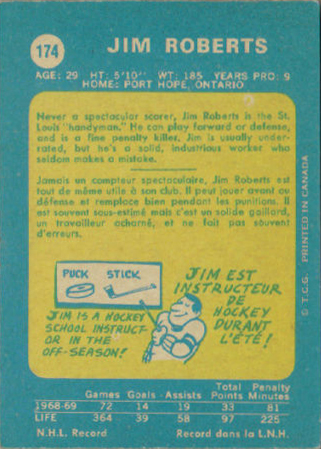 174
JIM ROBERTS
AGE: 29 HT: 5'10" WT: 185 YEARS PRO: 9
HOME: PORT HOPE, ONTARIO
Never a spectacular scorer, Jim Roberts is the St.
Louis "handyman." He can play forward or defense,
and is a fine penalty killer. Jim is usually under-
rated, but he's a solid, industrious worker who
seldom makes a mistake.
Jamais en compteur spectaculaire, Jim Roberts est
tout de même utile à son club. Il peut jouer avant ou
défense et remplace bien pendant les punitions. Il
est souvent sous-estimé mais c'est un solide gaillard,
un travailleur acharné, et ne fait pas souvent
d'erreurs.
PUCK STICK
JIM IS A HOCKEY
SCHOOL INSTRUCT-
OR IN THE
OFF-SEASON!
JIM EST
INSTRUCTEUR
DE
HOCKEY
DURANT
L'ÉTÉ!
© T.C.G. PRINTED IN CANADA
Games Goals Assists Total Points Penalty Minutes
1968-69 72 14 19 33 81
LIFE 364 39 58 97 225
N.H.L. Record Record dans la L.N.H.